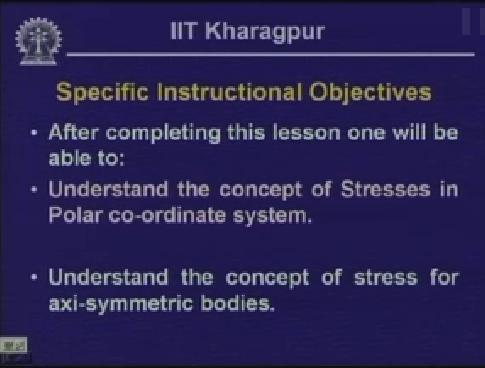 IIT Kharagpur
Specific Instructional Objectives
• After completing this lesson one will be
able to:
• Understand the concept of Stresses in
Polar co-ordinate system.
• Understand the concept of stress for
axi-symmetric bodies.